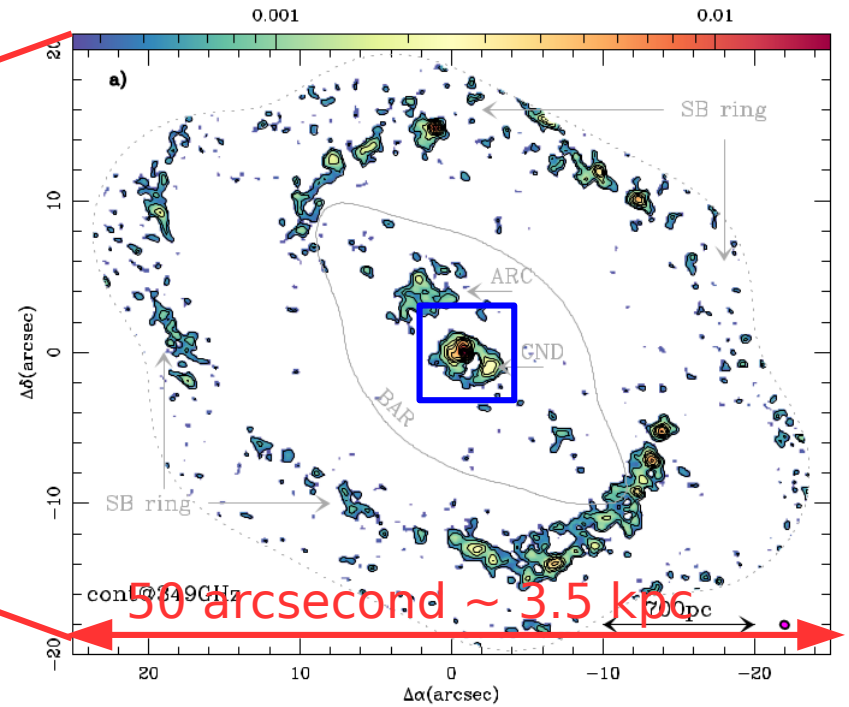 0.001 0.01
a)
SB ring
ARC
CND
BAR
SB ring
cont@349GHz
50 arcsecond ~ 3.5 kpc
700pc
20
10
0
−10
−20
20 10 0 −10 −20
Δδ(arcsec)
Δα(arcsec)